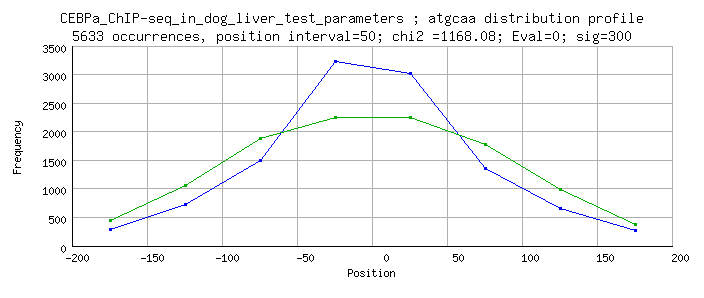 CEBPa_ChIP-seq_in_dog_liver_test_parameters ; atgcaa distribution profile
5633 occurrences, position interval=50; chi2 =1168.08; Eval=0; sig=300
3500
3000
2500
2000
1500
1000
500
0
Frequency
-200 -150 -100 -50 0 50 100 150 200
Position